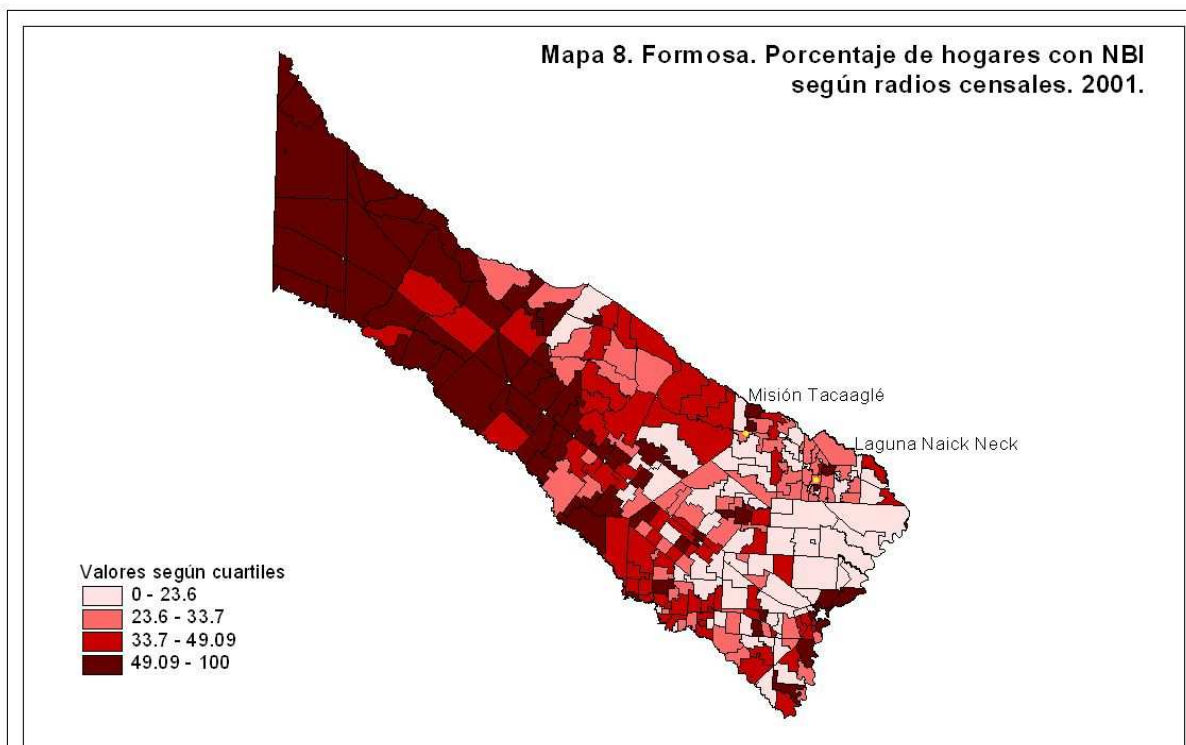 Mapa 8. Formosa. Porcentaje de hogares con NBI
según radios censales. 2001.
Misión Tacaaglé
Laguna Naick Neck
Valores según cuartiles
0 - 23.6
23.6 - 33.7
33.7 - 49.09
49.09 - 100